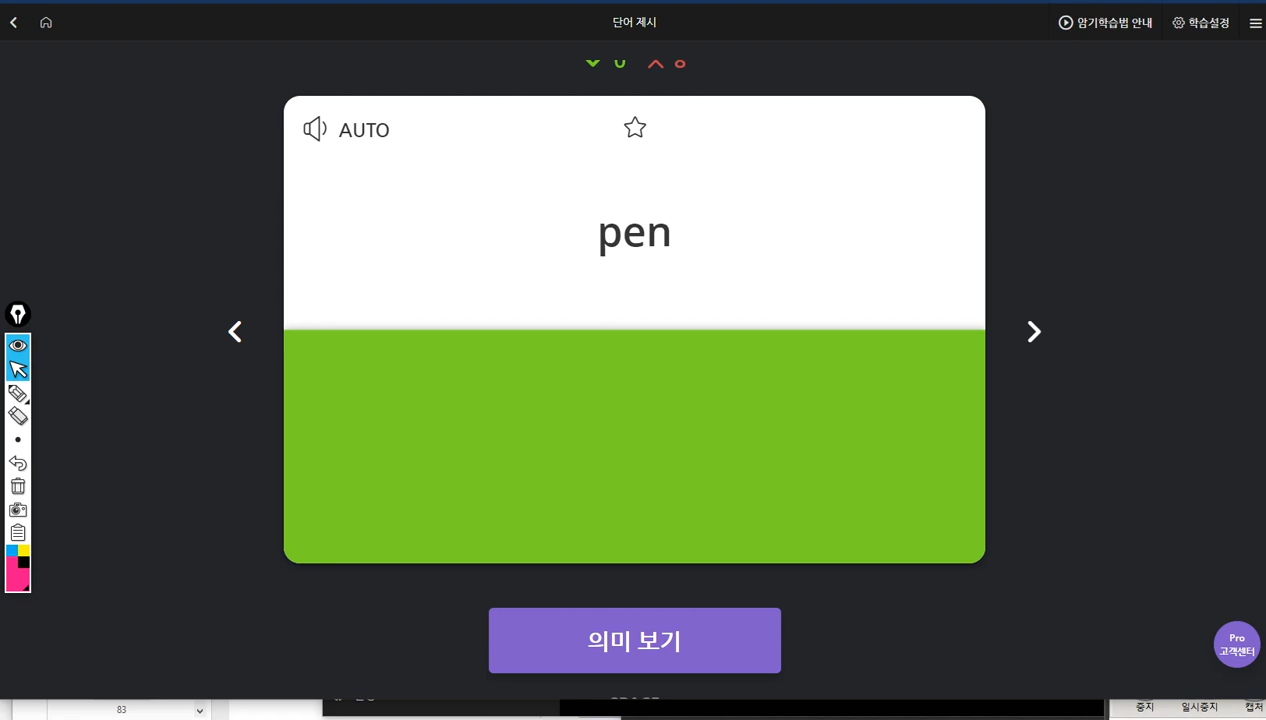 단어 제시
암기학습법 안내
학습설정
AUTO
pen
의미 보기
Pro
고객센터
83
중지
일시중지
캡처